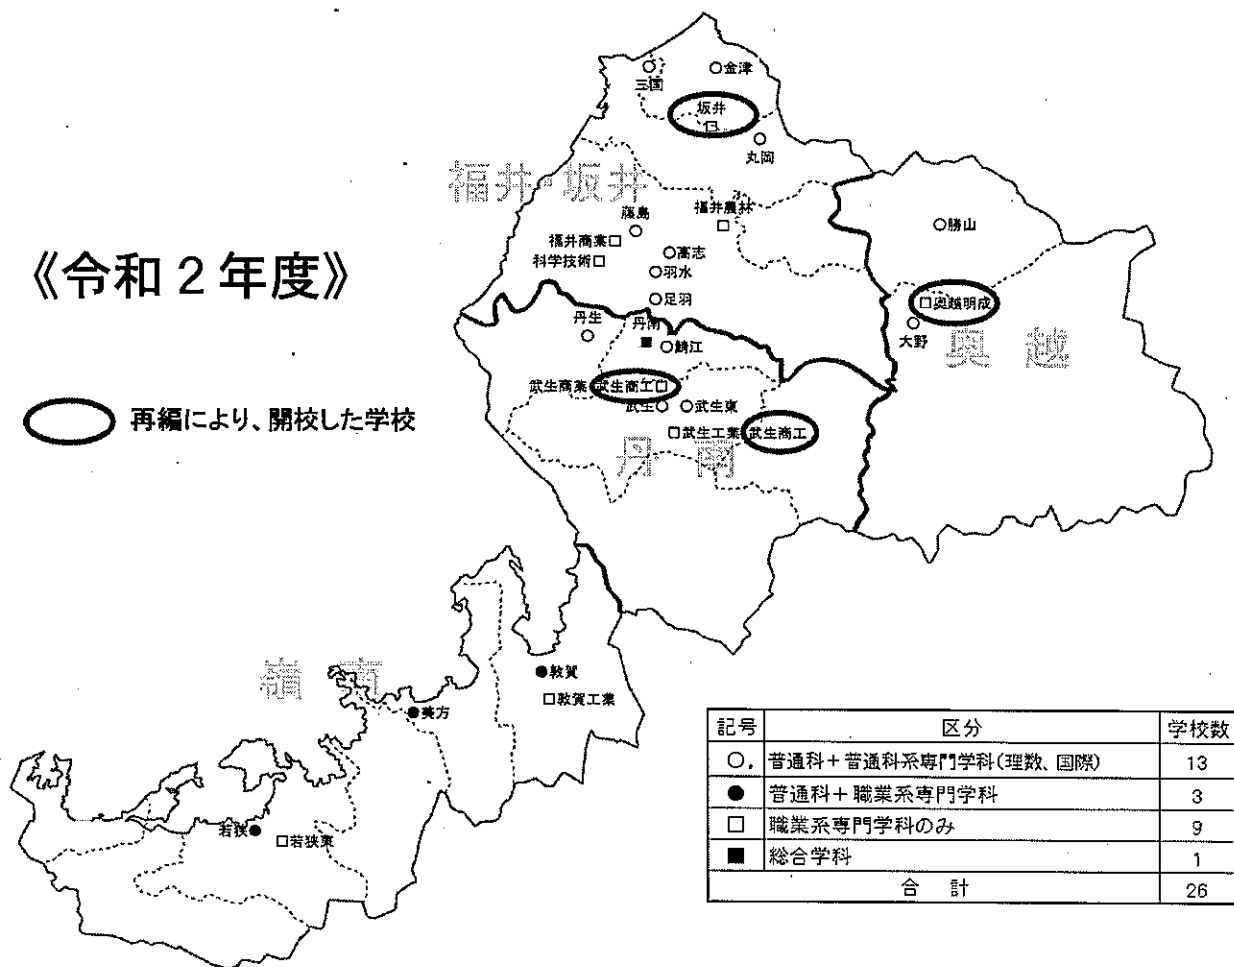 ○金津
三国
坂井
丸岡
福井・坂井
福井農林
藤島
○勝山
福井商業□
○高志
科学技術□
○羽水
《令和2年度》
□奥越明成
○足羽
丹生
丹南
大野
○鯖江
奥 越
武生商業
武生商工□
武生○
○武生東
再編により、開校した学校
□武生工業
武生商工
丹 南
●敦賀
嶺 南
□敦賀工業
●美方
若狭●
□若狭東
記号 区分 学校数
○. 普通科+普通科系専門学科(理数、国際) 13
● 普通科+職業系専門学科 3
□ 職業系専門学科のみ 9
■ 総合学科 1
合 計 26